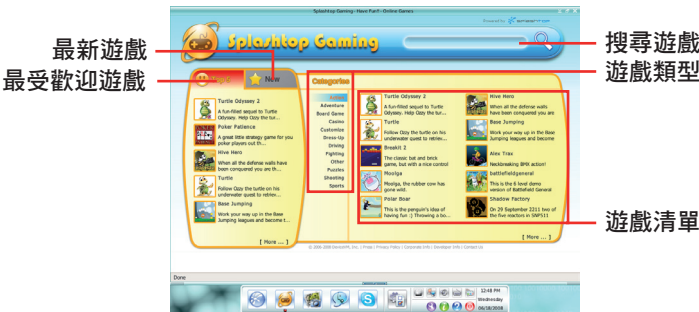 Splashtop Gaming: Have Fun! - Online Games
Splashtop Gaming
最新遊戲
最受歡迎遊戲
搜尋遊戲
遊戲類型
遊戲清單
New
Turtle Odyssey 2
A fun-filled sequel to Turtle
Odyssey. Help Ozzy the tur...
Poker Patience
A great little strategy game for you
poker players out th...
Hive Hero
When all the defense walls have
been conquered you are th...
Turtle
Follow Ozzy the turtle on his
underwater quest to retriev...
Base Jumping
Work your way up in the Base
Jumping leagues and become t...
[ More ... ]
Categories
Adventure
Board Game
Casino
Customize
Dress-Up
Driving
Fighting
Other
Puzzles
Shooting
Sports
Turtle Odyssey 2
A fun-filled sequel to Turtle
Odyssey. Help Ozzy the tur...
Turtle
Follow Ozzy the turtle on his
underwater quest to retriev...
Breakit 2
The classic bat and brick
game, but with a nice control
Moolga
Moolga, the rubber cow has
gone wild.
Polar Boar
This is the penguin's idea of
having fun :) Throwing a bo...
Hive Hero
When all the defense walls
have been conquered you are
Base Jumping
Work your way up in the Base
Jumping leagues and become
Alex Trax
Neckbreaking BMX action!
battlefieldgeneral
This is the 6 level demo
version of Battlefield General
Shadow Factory
On 29 September 2211 two of
the five reactors in SNF511
[ More ... ]
Done
12:48 PM
Wednesday
06/18/2008